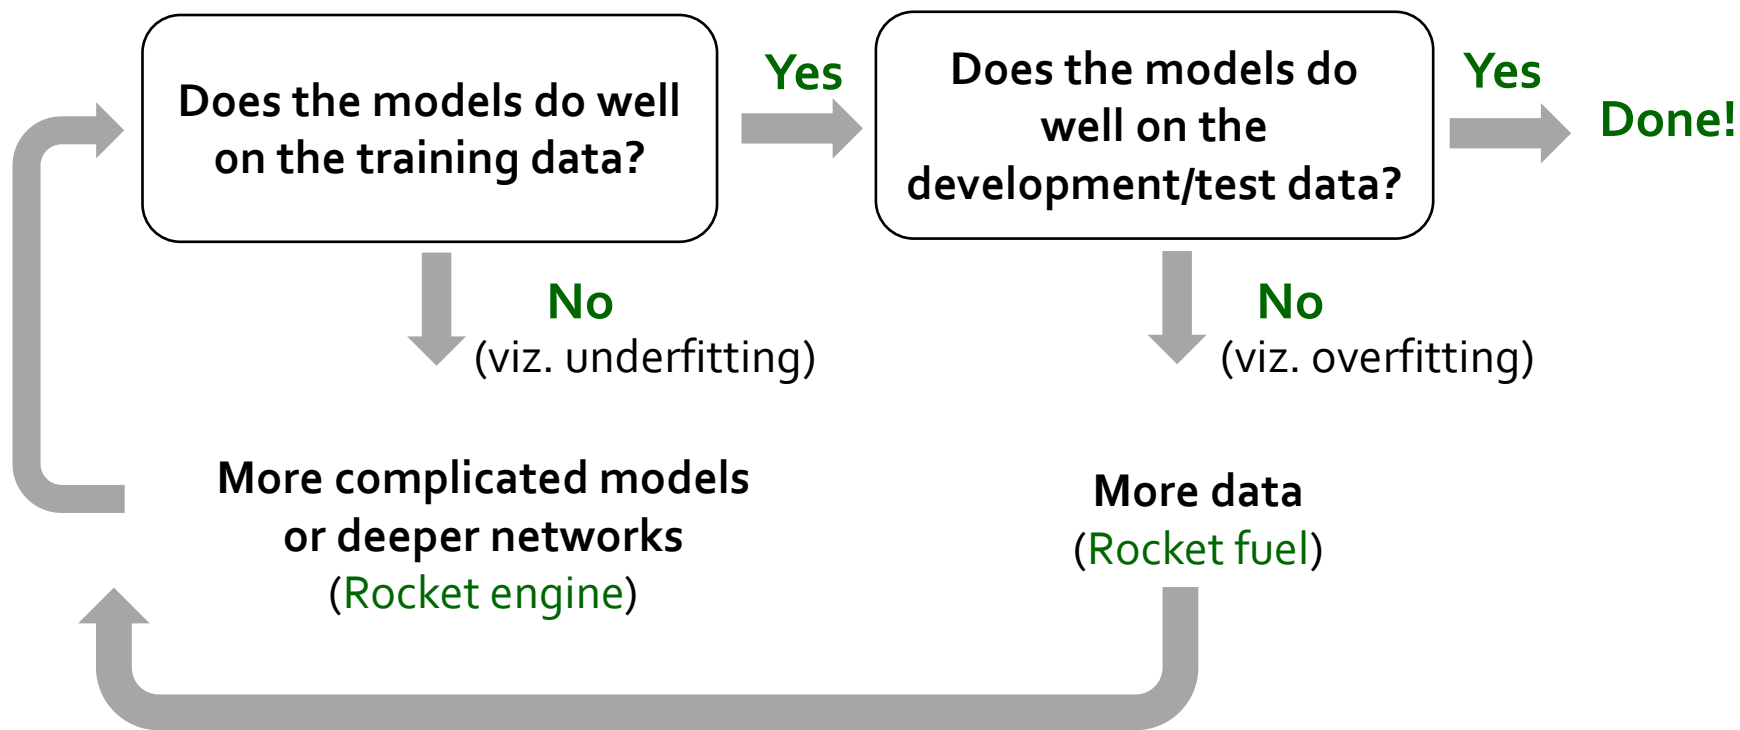 Does the models do well
on the training data?
Yes
Does the models do
well on the
development/test data?
Yes
Done!
No
(viz. underfitting)
No
(viz. overfitting)
More complicated models
or deeper networks
(Rocket engine)
More data
(Rocket fuel)